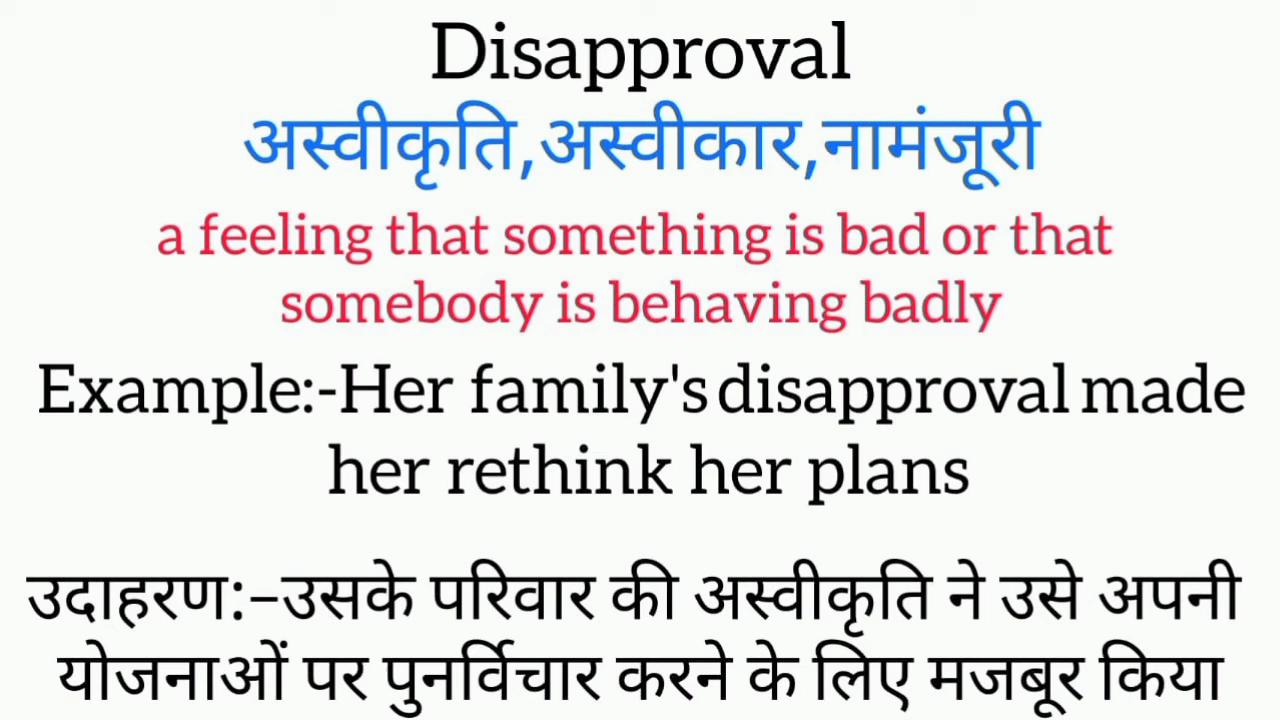 Disapproval
अस्वीकृति,अस्वीकार,नामंजूरी
a feeling that something is bad or that
somebody is behaving badly
Example:-Her family's disapproval made
her rethink her plans
उदाहरण:–उसके परिवार की अस्वीकृति ने उसे अपनी
योजनाओं पर पुनर्विचार करने के लिए मजबूर किया